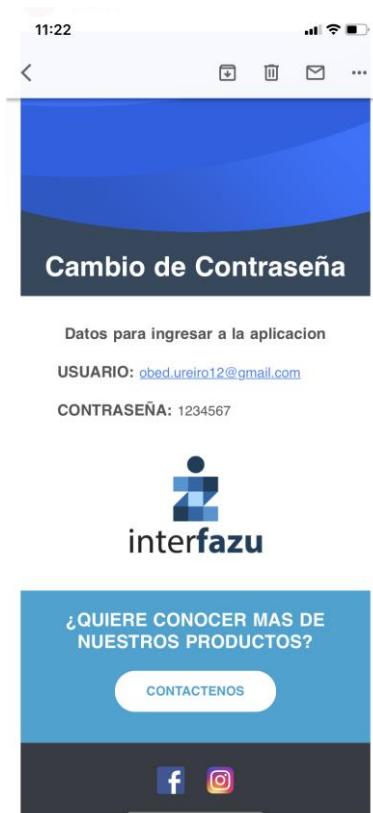 11:22
Cambio de Contraseña
Datos para ingresar a la aplicacion
USUARIO: obed.ureiro12@gmail.com
CONTRASEÑA: 1234567
interfazu
¿QUIERE CONOCER MAS DE
NUESTROS PRODUCTOS?
CONTACTENOS